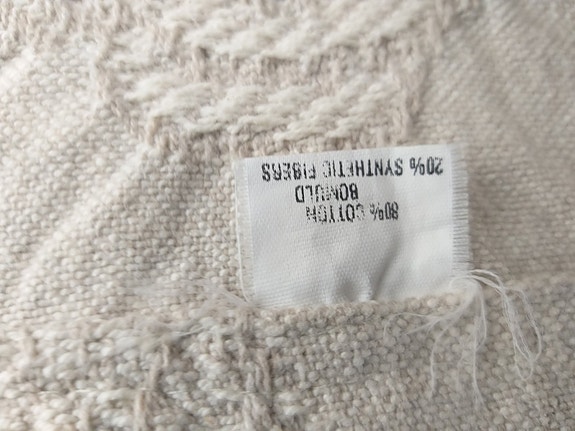 80% COTTON
BOMULD
20% SYNTHETIC FIBERS